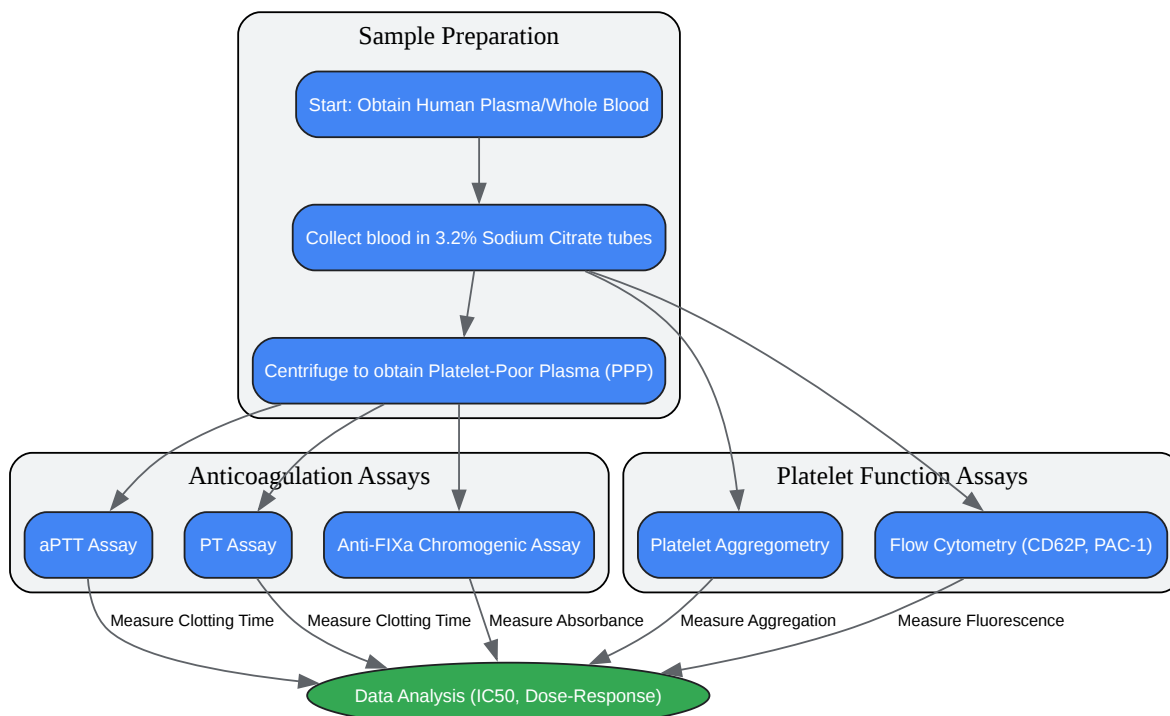 Sample Preparation
Start: Obtain Human Plasma/Whole Blood
Collect blood in 3.2% Sodium Citrate tubes
Centrifuge to obtain Platelet-Poor Plasma (PPP)
Anticoagulation Assays
Platelet Function Assays
aPTT Assay
PT Assay
Anti-FIXa Chromogenic Assay
Platelet Aggregometry
Flow Cytometry (CD62P, PAC-1)
Measure Clotting Time
Measure Clotting Time
Measure Absorbance
Measure Aggregation
Measure Fluorescence
Data Analysis (IC50, Dose-Response)